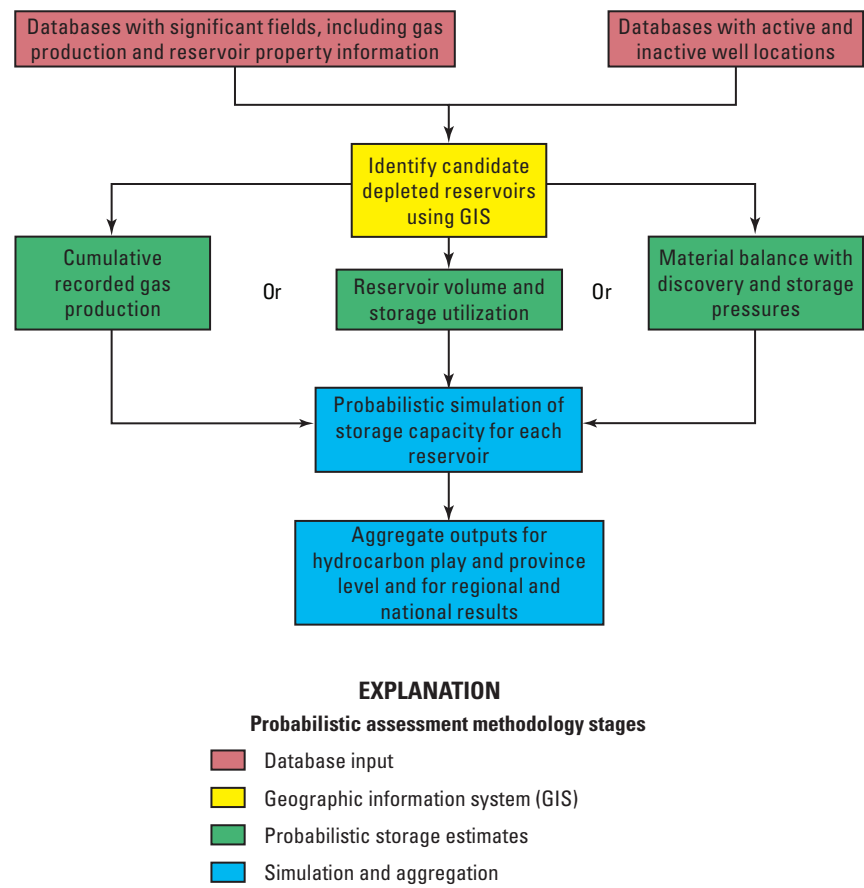 Databases with significant fields, including gas
production and reservoir property information
Databases with active and
inactive well locations
Identify candidate
depleted reservoirs
using GIS
Cumulative
recorded gas
production
Or
Reservoir volume and
storage utilization
Or
Material balance with
discovery and storage
pressures
Probabilistic simulation of
storage capacity for each
reservoir
Aggregate outputs for
hydrocarbon play and province
level and for regional and
national results
EXPLANATION
Probabilistic assessment methodology stages
Database input
Geographic information system (GIS)
Probabilistic storage estimates
Simulation and aggregation